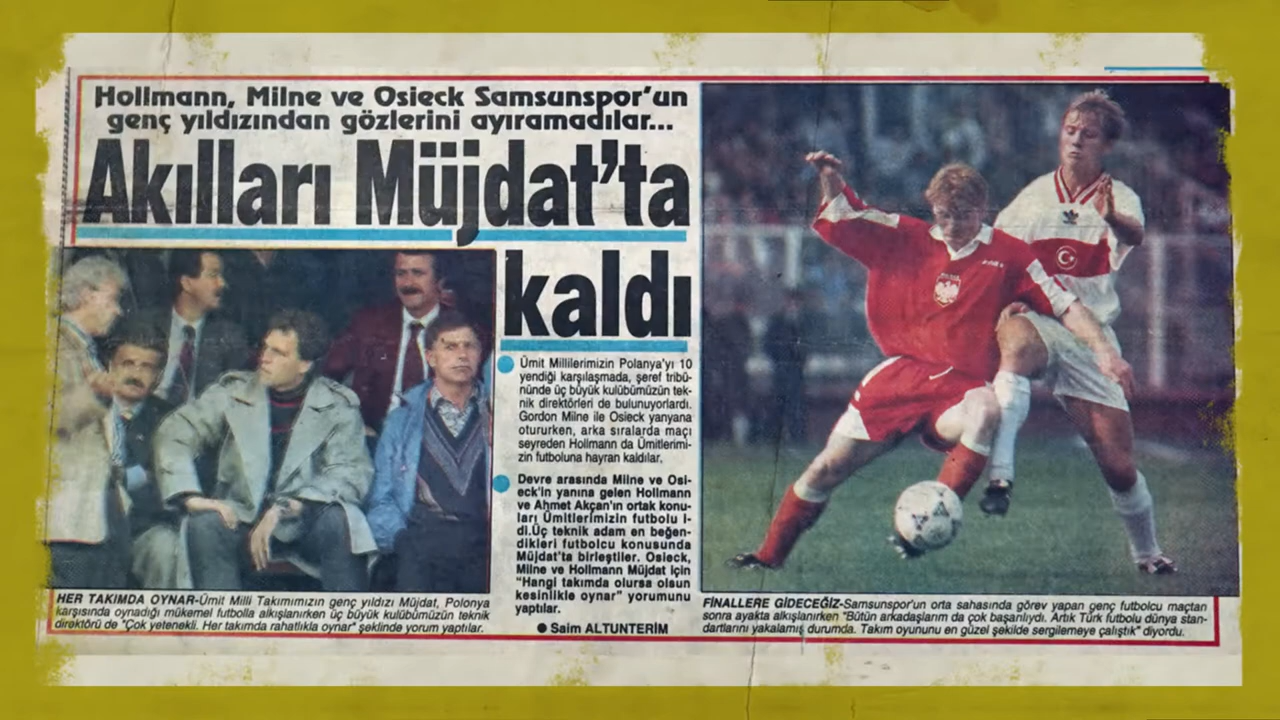 Hollmann, Milne ve Osieck Samsunspor'un
genç yıldızından gözlerini ayıramadılar...
Akılları Müjdat'ta
kaldı
Ümit Millilerimizin Polanya'yı 10
yendiği karşılaşmada, şeref tribü-
nünde üç büyük kulübümüzün tek-
nik direktörleri de bulunuyorlardı.
Gordon Milne ile Osieck yanyana
otururken, arka sıralarda maçı
seyreden Hollmann da Ümitlerimi-
zin futboluna hayran kaldılar.
Devre arasında Milne ve Osi-
eck'in yanına gelen Hollmann
ve Ahmet Akçan'ın ortak konu-
ları Ümitlerimizin futbolu i-
di.Üç teknik adam en beğen-
dikleri futbolcu konusunda
Müjdat'ta birleştiler. Osieck,
Milne ve Hollmann Müjdat için
"Hangi takımda olursa olsun
kesinlikle oynar" yorumunu
yaptılar.
● Saim ALTUNTERİM
HER TAKIMDA OYNAR-Ümit Milli Takımımızın genç yıldızı Müjdat, Polonya
karşısında oynadığı mükemel futbolla alkışlanırken üç büyük kulübümüzün teknik
direktörü de "Çok yetenekli. Her takımda rahatlıkla oynar" şeklinde yorum yaptılar.
FİNALLERE GİDECEĞİZ-Samsunspor'un orta sahasında görev yapan genç futbolcu maçtan
sonra ayakta alkışlanırken "Bütün arkadaşlarım da çok başarılıydı. Artık Türk futbolu dünya stan-
dartlarını yakalamış durumda. Takım oyununu en güzel şekilde sergilemeye çalıştık" diyordu.